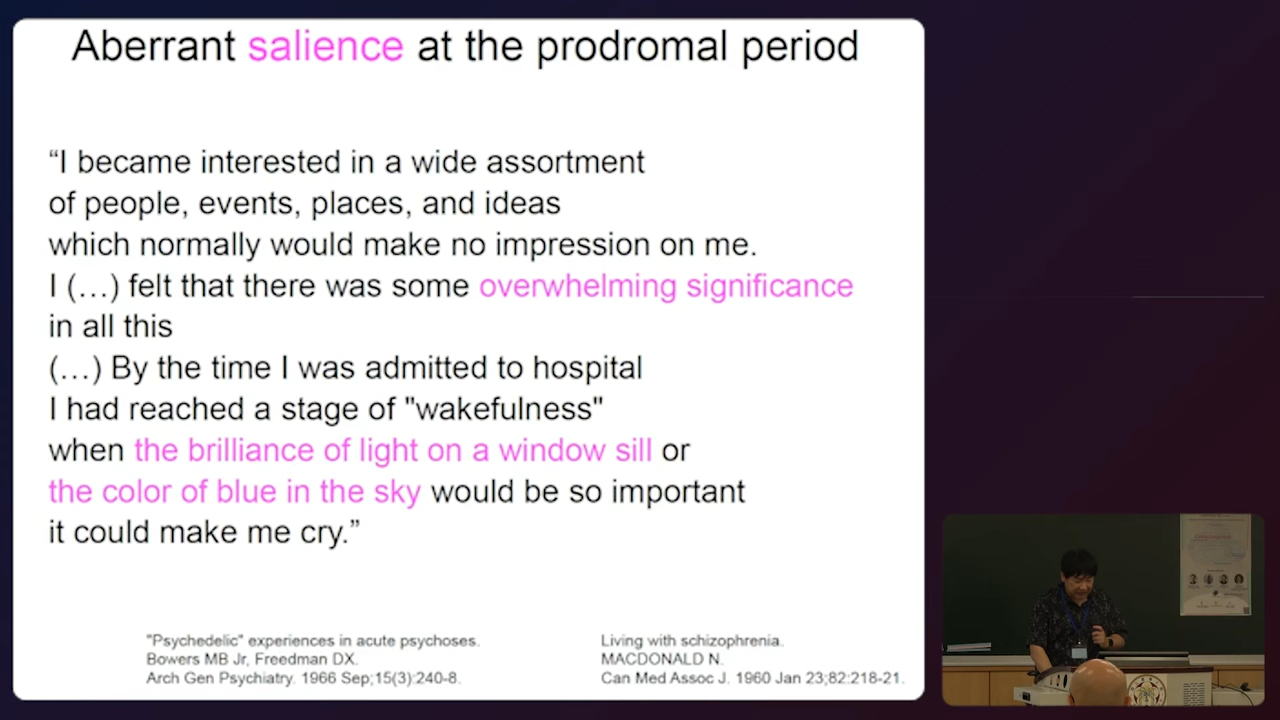 Aberrant salience at the prodromal period
“I became interested in a wide assortment
of people, events, places, and ideas
which normally would make no impression on me.
I (…) felt that there was some overwhelming significance
in all this
(…) By the time I was admitted to hospital
I had reached a stage of "wakefulness"
when the brilliance of light on a window sill or
the color of blue in the sky would be so important
it could make me cry.”
"Psychedelic" experiences in acute psychoses.
Bowers MB Jr, Freedman DX.
Arch Gen Psychiatry. 1966 Sep;15(3):240-8.
Living with schizophrenia.
MACDONALD N.
Can Med Assoc J. 1960 Jan 23;82:218-21.